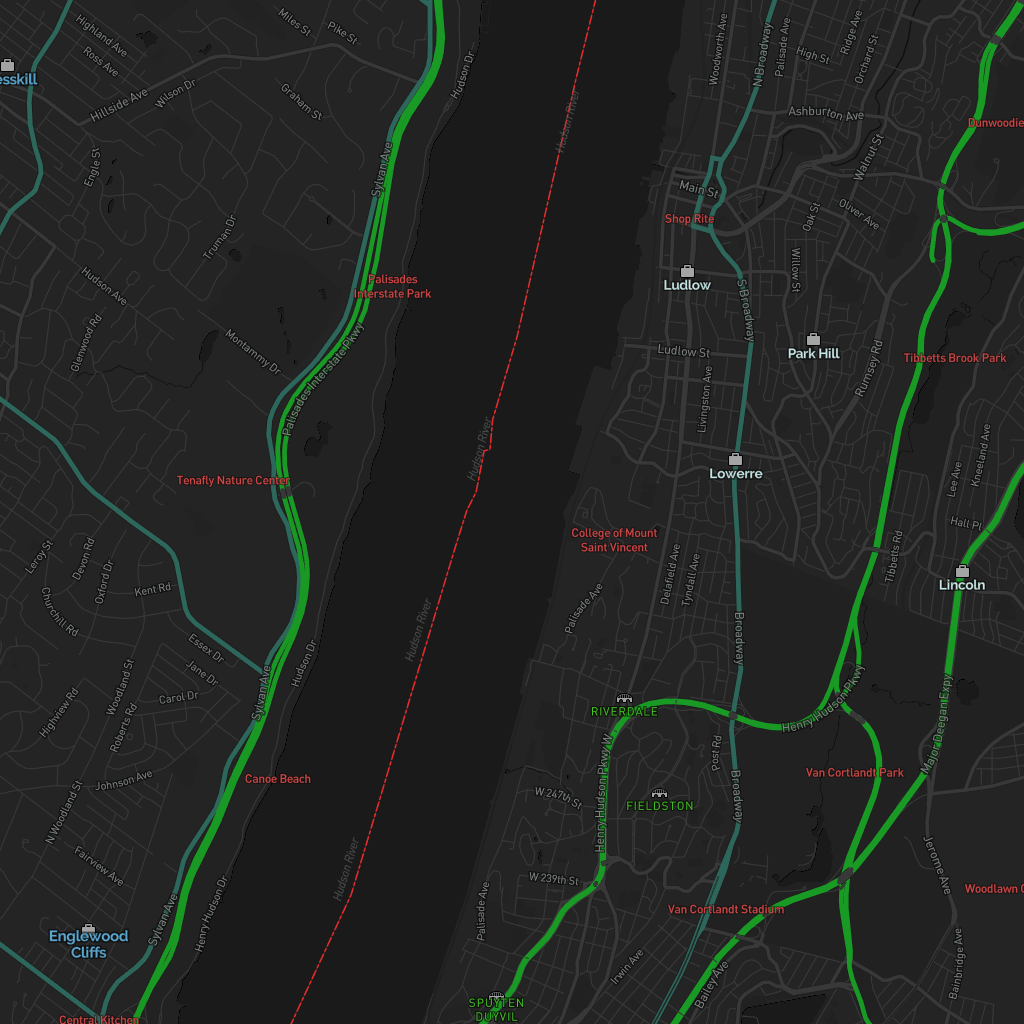 Highland Ave
Ross Ave
Miles St
Pike St
Hudson Dr
Woodworth Ave
N Broadway
Palisade Ave
High St
Ridge Ave
Orchard St
Hillside Ave
Wilson Dr
Graham St
Hudson River
Ashburton Ave
Dunwoodie
Engle St
Sylvan Ave
Walnut St
Main St
Shop Rite
Oak St
Oliver Ave
Truman Dr
Hudson Ave
Palisades
Interstate Park
Ludlow
Willow St
S Broadway
Glenwood Rd
Montammy Dr
Palisades Interstate Pkwy
Ludlow St
Park Hill
Rumsey Rd
Tibbetts Brook Park
Livingston Ave
Hudson River
Lowerre
Lee Ave
Kneeland Ave
Tenafly Nature Center
College of Mount
Saint Vincent
Hall Pl
Leroy St
Devon Rd
Oxford Dr
Kent Rd
Churchill Rd
Delafield Ave
Tyndall Ave
Tibbetts Rd
Lincoln
Palisade Ave
Hudson River
Essex Dr
Jane Dr
Hudson Dr
Broadway
Sylvan Ave
Carol Dr
Woodland St
Highview Rd
Roberts Rd
RIVERDALE
Henry Hudson Pkwy
Major Deegan Expy
Henry Hudson Pkwy W
Post Rd
Johnson Ave
Canoe Beach
Van Cortlandt Park
W 247th St
FIELDSTON
Broadway
N Woodland St
Fairview Ave
Hudson River
W 239th St
Jerome Ave
Woodlawn
Palisade Ave
Van Cortlandt Stadium
Henry Hudson Dr
Sylvan Ave
Englewood
Cliffs
Irwin Ave
Bailey Ave
Bainbridge Ave
SPUYTEN
DUYVIL
Central Kitchen